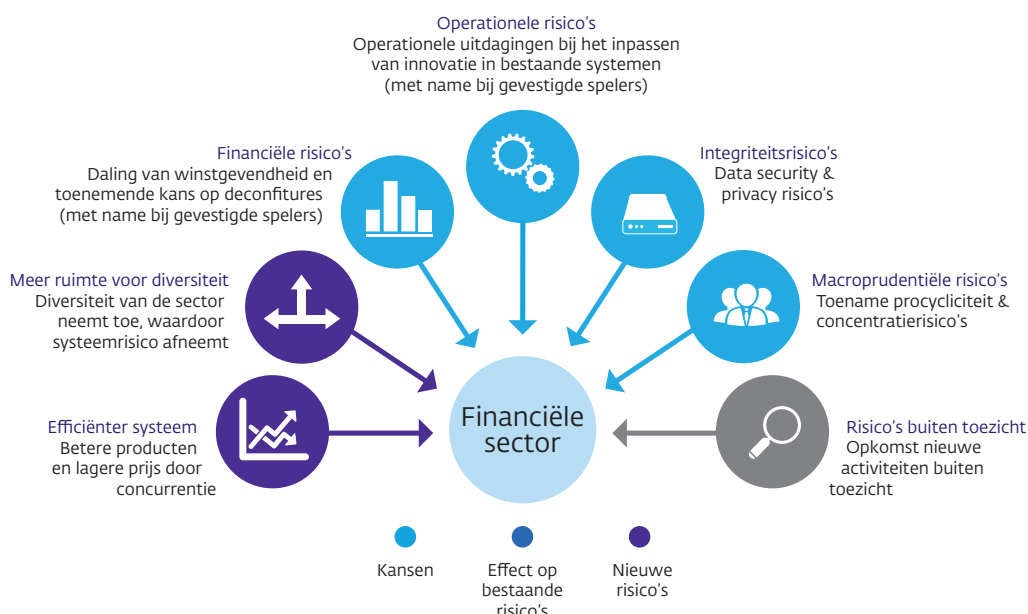 Operationele risico's
Operationele uitdagingen bij het inpassen
van innovatie in bestaande systemen
(met name bij gevestigde spelers)
Financiële risico's
Daling van winstgevendheid en
toenemende kans op deconfitures
(met name bij gevestigde spelers)
Integriteitsrisico's
Data security &
privacy risico's
Meer ruimte voor diversiteit
Diversiteit van de sector
neemt toe, waardoor
systeemrisico afneemt
Macroprudentiële risico's
Toename procycliciteit &
concentratierisico's
Efficiënter systeem
Betere producten
en lagere prijs door
concurrentie
Financiële
sector
Risico's buiten toezicht
Opkomst nieuwe
activiteiten buiten
toezicht
Kansen
Effect op
bestaande
risico's
Nieuwe
risico's